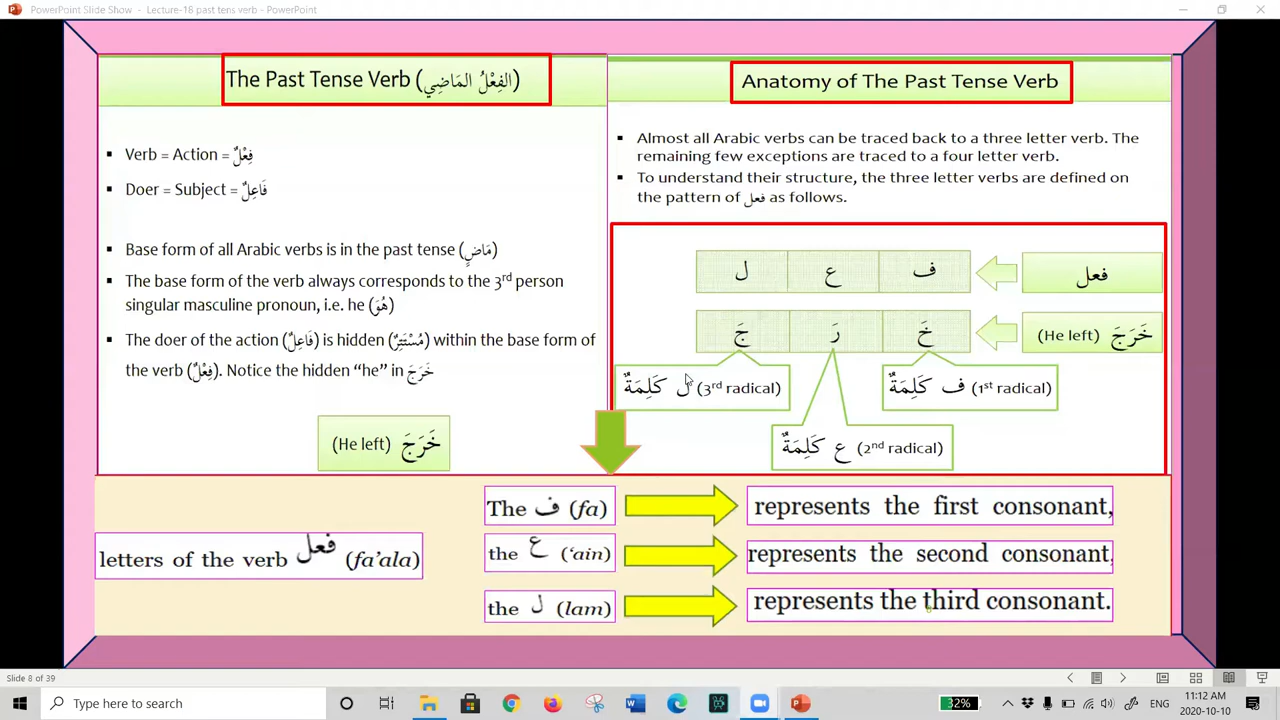 PowerPoint Slide Show - Lecture-18 past tens verb - PowerPoint
The Past Tense Verb (الفِعْلُ المَاضِي)
Verb = Action = فِعْلٌ
Doer = Subject = فَاعِلٌ
Base form of all Arabic verbs is in the past tense (مَاضٍ)
The base form of the verb always corresponds to the 3rd person
singular masculine pronoun, i.e. he (هُوَ)
The doer of the action (فَاعِلٌ) is hidden (مُسْتَتِرٌ) within the base form of
the verb (فِعْلٌ). Notice the hidden “he” in خَرَجَ
(He left) خَرَجَ
Anatomy of The Past Tense Verb
Almost all Arabic verbs can be traced back to a three letter verb. The
remaining few exceptions are traced to a four letter verb.
To understand their structure, the three letter verbs are defined on
the pattern of فعل as follows.
فعل ف ع ل
(He left) خَرَجَ خَ رَ جَ
ف كَلِمَةٌ (1st radical)
ل كَلِمَةٌ (3rd radical)
ع كَلِمَةٌ (2nd radical)
letters of the verb فعل (fa’ala)
The ف (fa) represents the first consonant,
the ع (‘ain) represents the second consonant,
the ل (lam) represents the third consonant.
Slide 8 of 39
Type here to search
32%
11:12 AM
2020-10-10